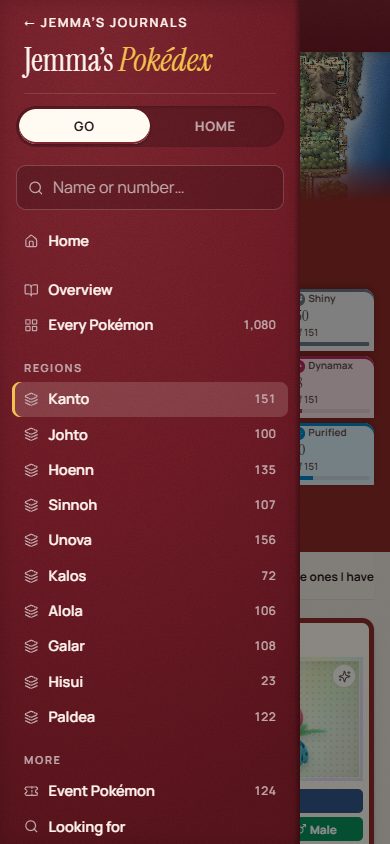 ← JEMMA'S JOURNALS
Jemma's Pokédex
GO HOME
Name or number...
Home
Overview
Every Pokémon 1,080
REGIONS
Kanto 151
Johto 100
Hoenn 135
Sinnoh 107
Unova 156
Kalos 72
Alola 106
Galar 108
Hisui 23
Paldea 122
MORE
Event Pokémon 124
Looking for
Shiny
/ 151
Dynamax
/ 151
Purified
/ 151
ones I have
Male